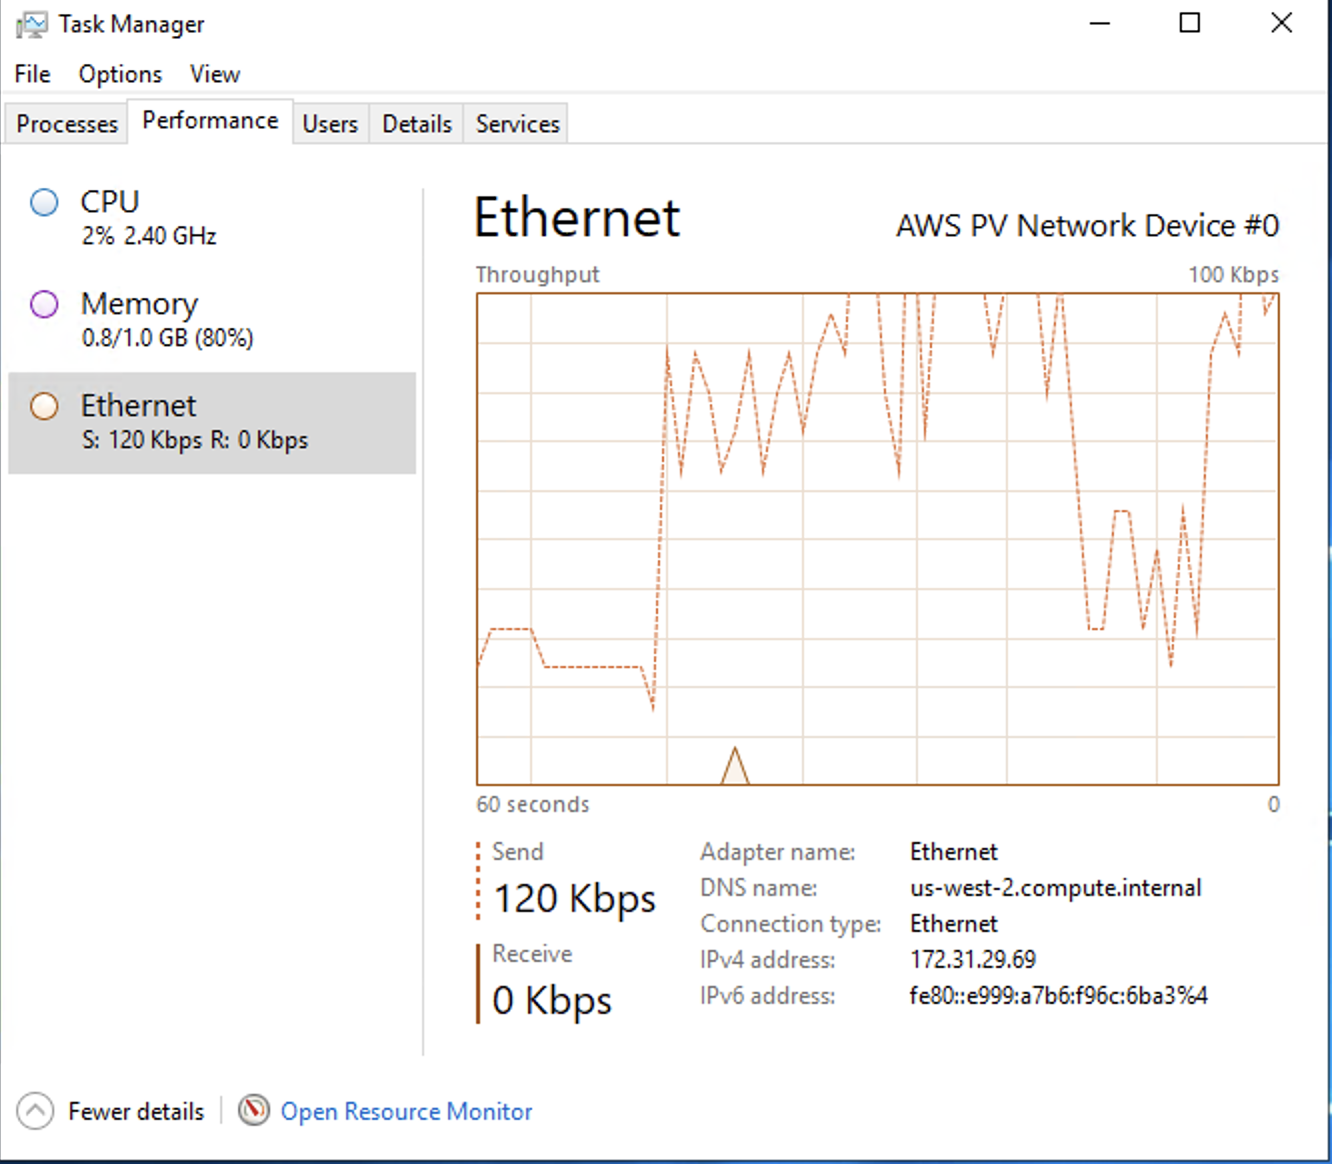 Task Manager
File Options View
Processes Performance Users Details Services
CPU
2% 2.40 GHz
Memory
0.8/1.0 GB (80%)
Ethernet
S: 120 Kbps R: 0 Kbps
Ethernet AWS PV Network Device #0
Throughput 100 Kbps
60 seconds 0
Send
120 Kbps
Receive
0 Kbps
Adapter name: Ethernet
DNS name: us-west-2.compute.internal
Connection type: Ethernet
IPv4 address: 172.31.29.69
IPv6 address: fe80::e999:a7b6:f96c:6ba3%4
Fewer details Open Resource Monitor